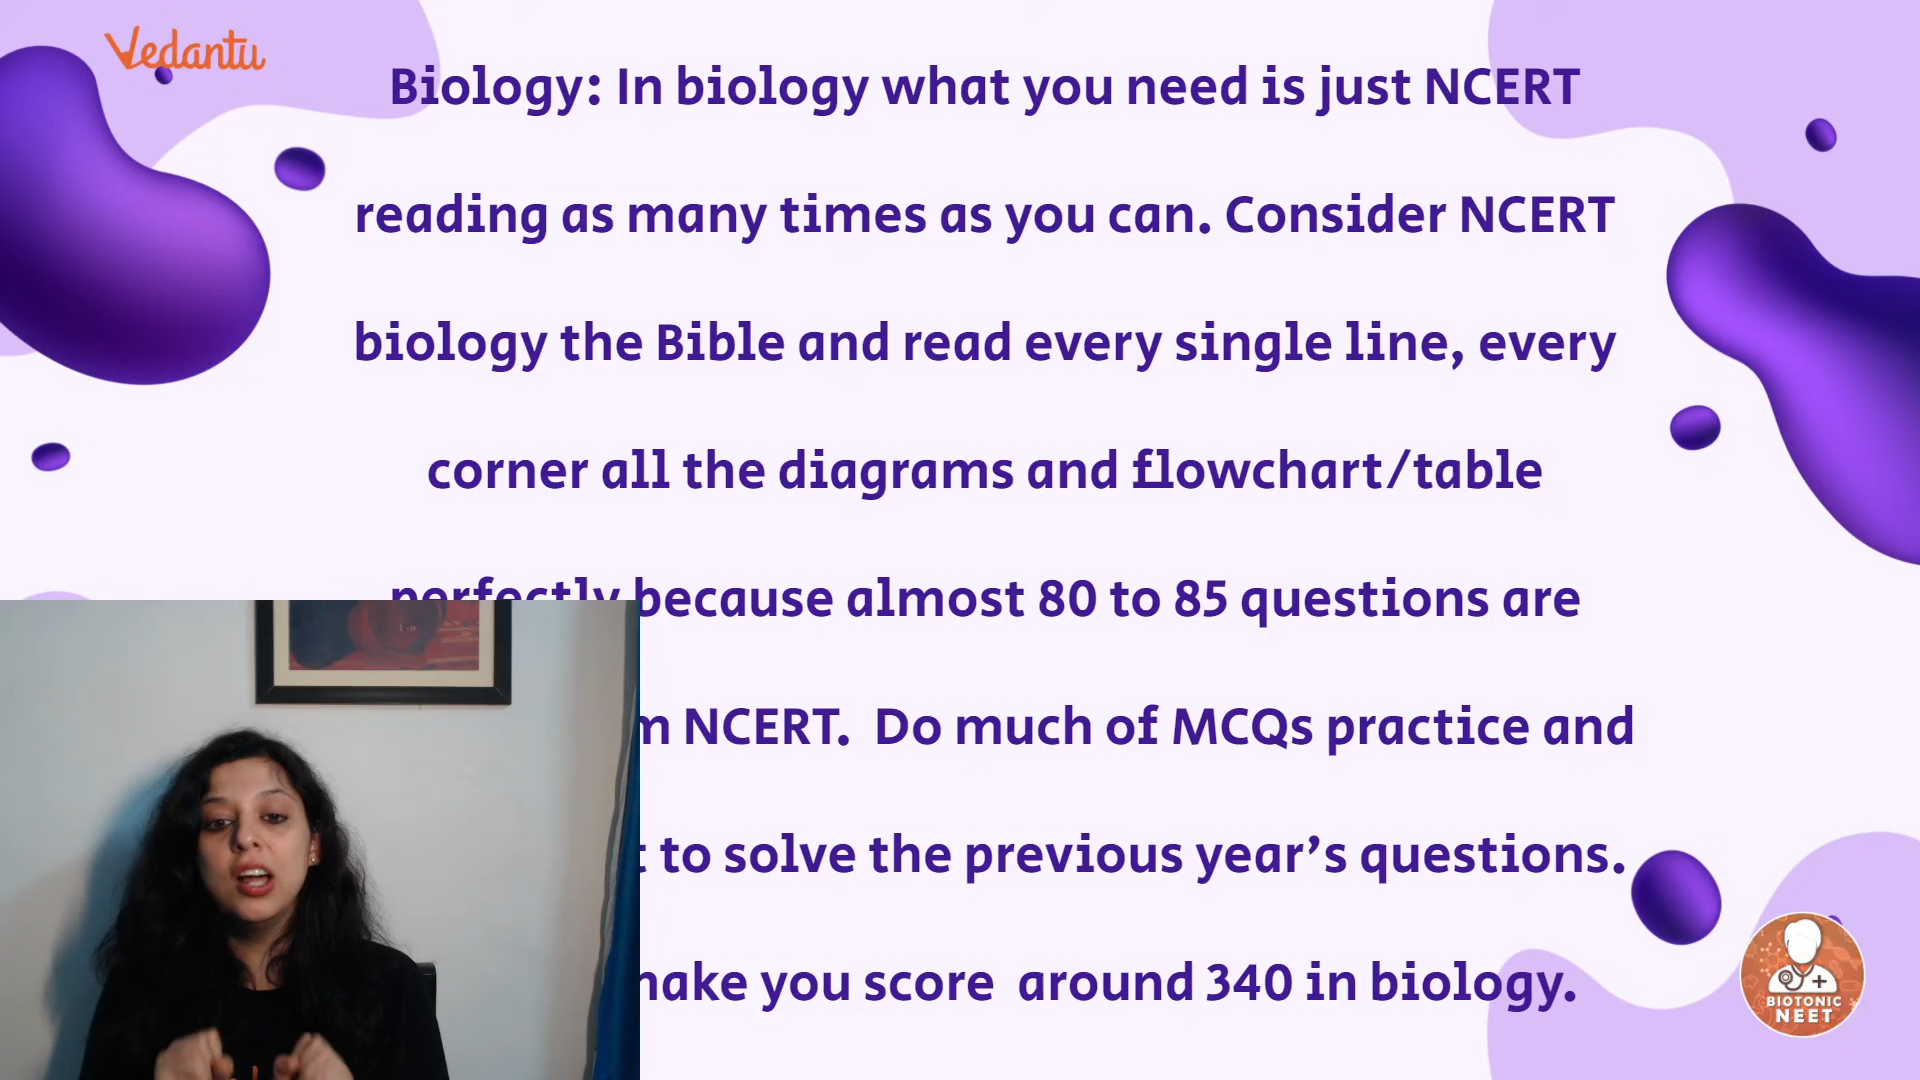 Vedantu
Biology: In biology what you need is just NCERT
reading as many times as you can. Consider NCERT
biology the Bible and read every single line, every
corner all the diagrams and flowchart/table
perfectly because almost 80 to 85 questions are
NCERT. Do much of MCQs practice and
to solve the previous year's questions.
you score around 340 in biology.
BIOTONIC
NEET